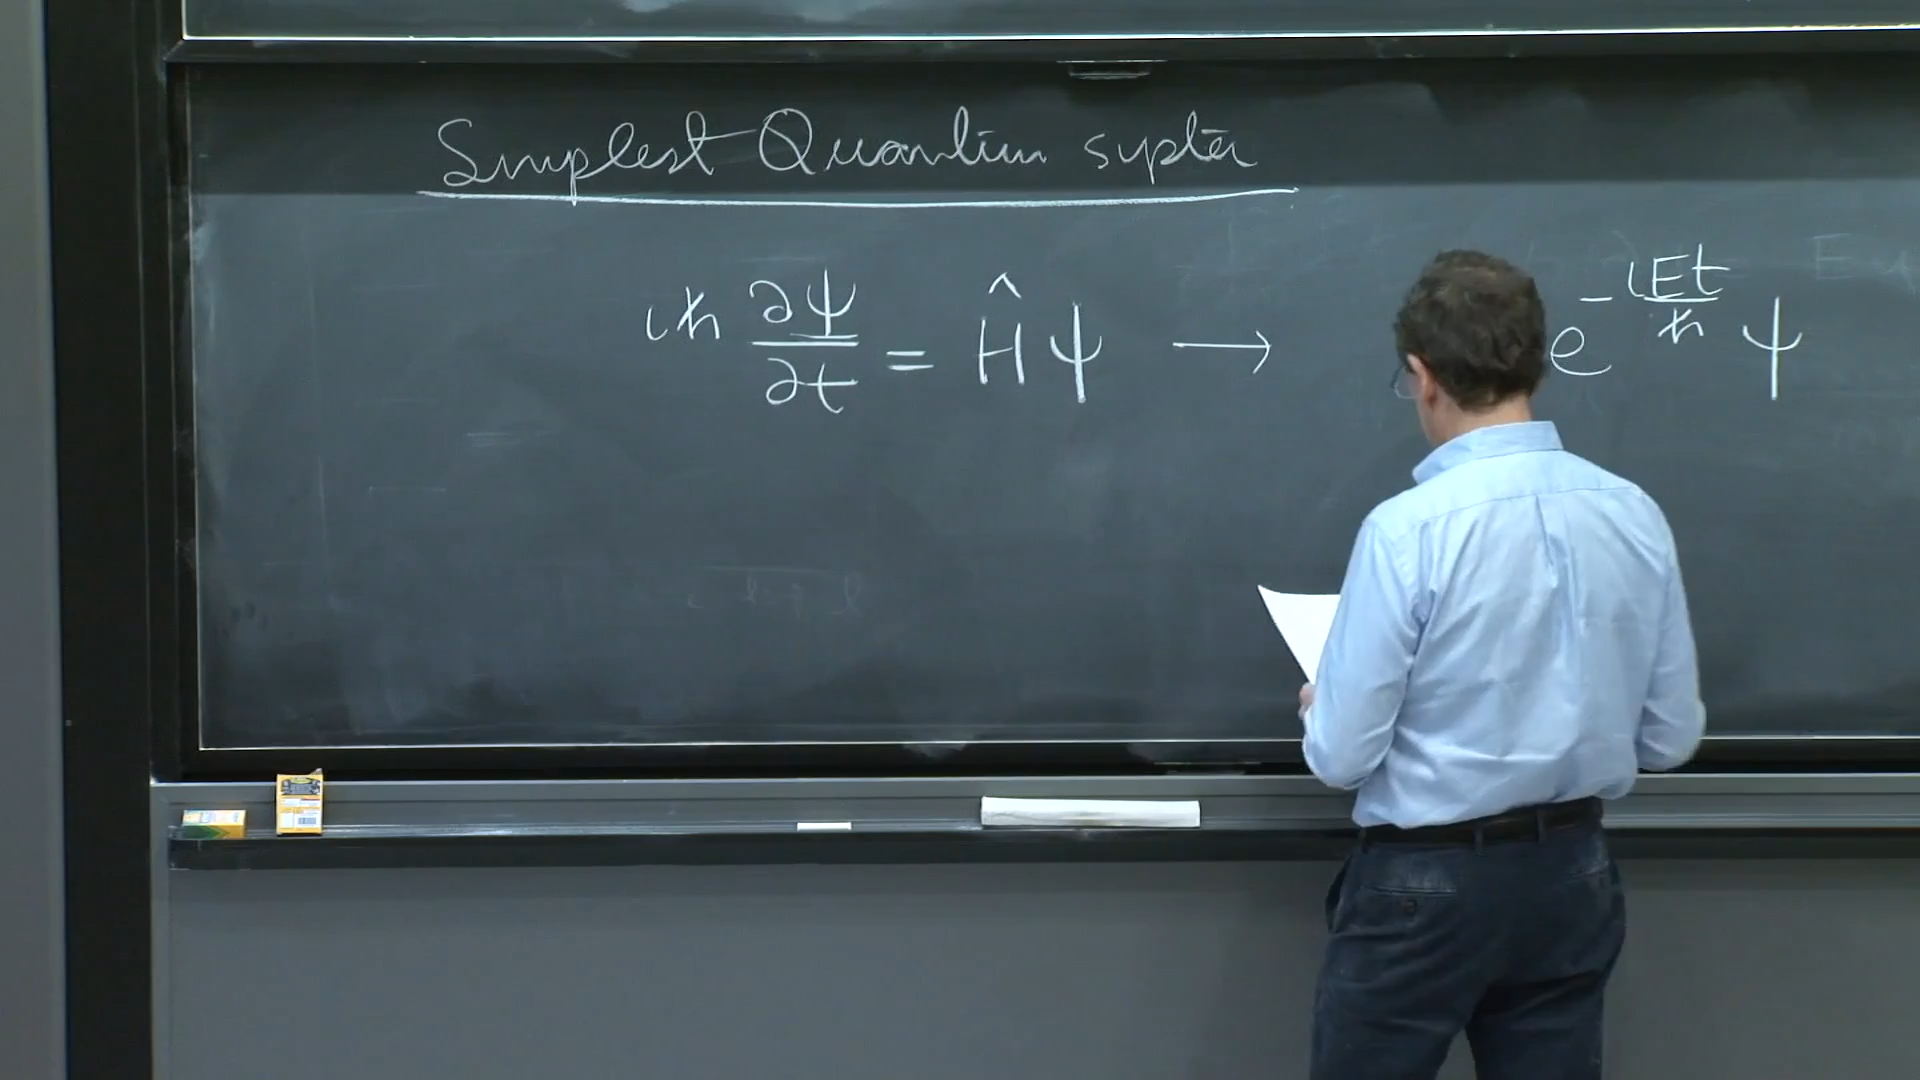 Simplest Quantum system
iħ ∂Ψ/∂t = Ĥψ → e^{-iEt/ħ} ψ